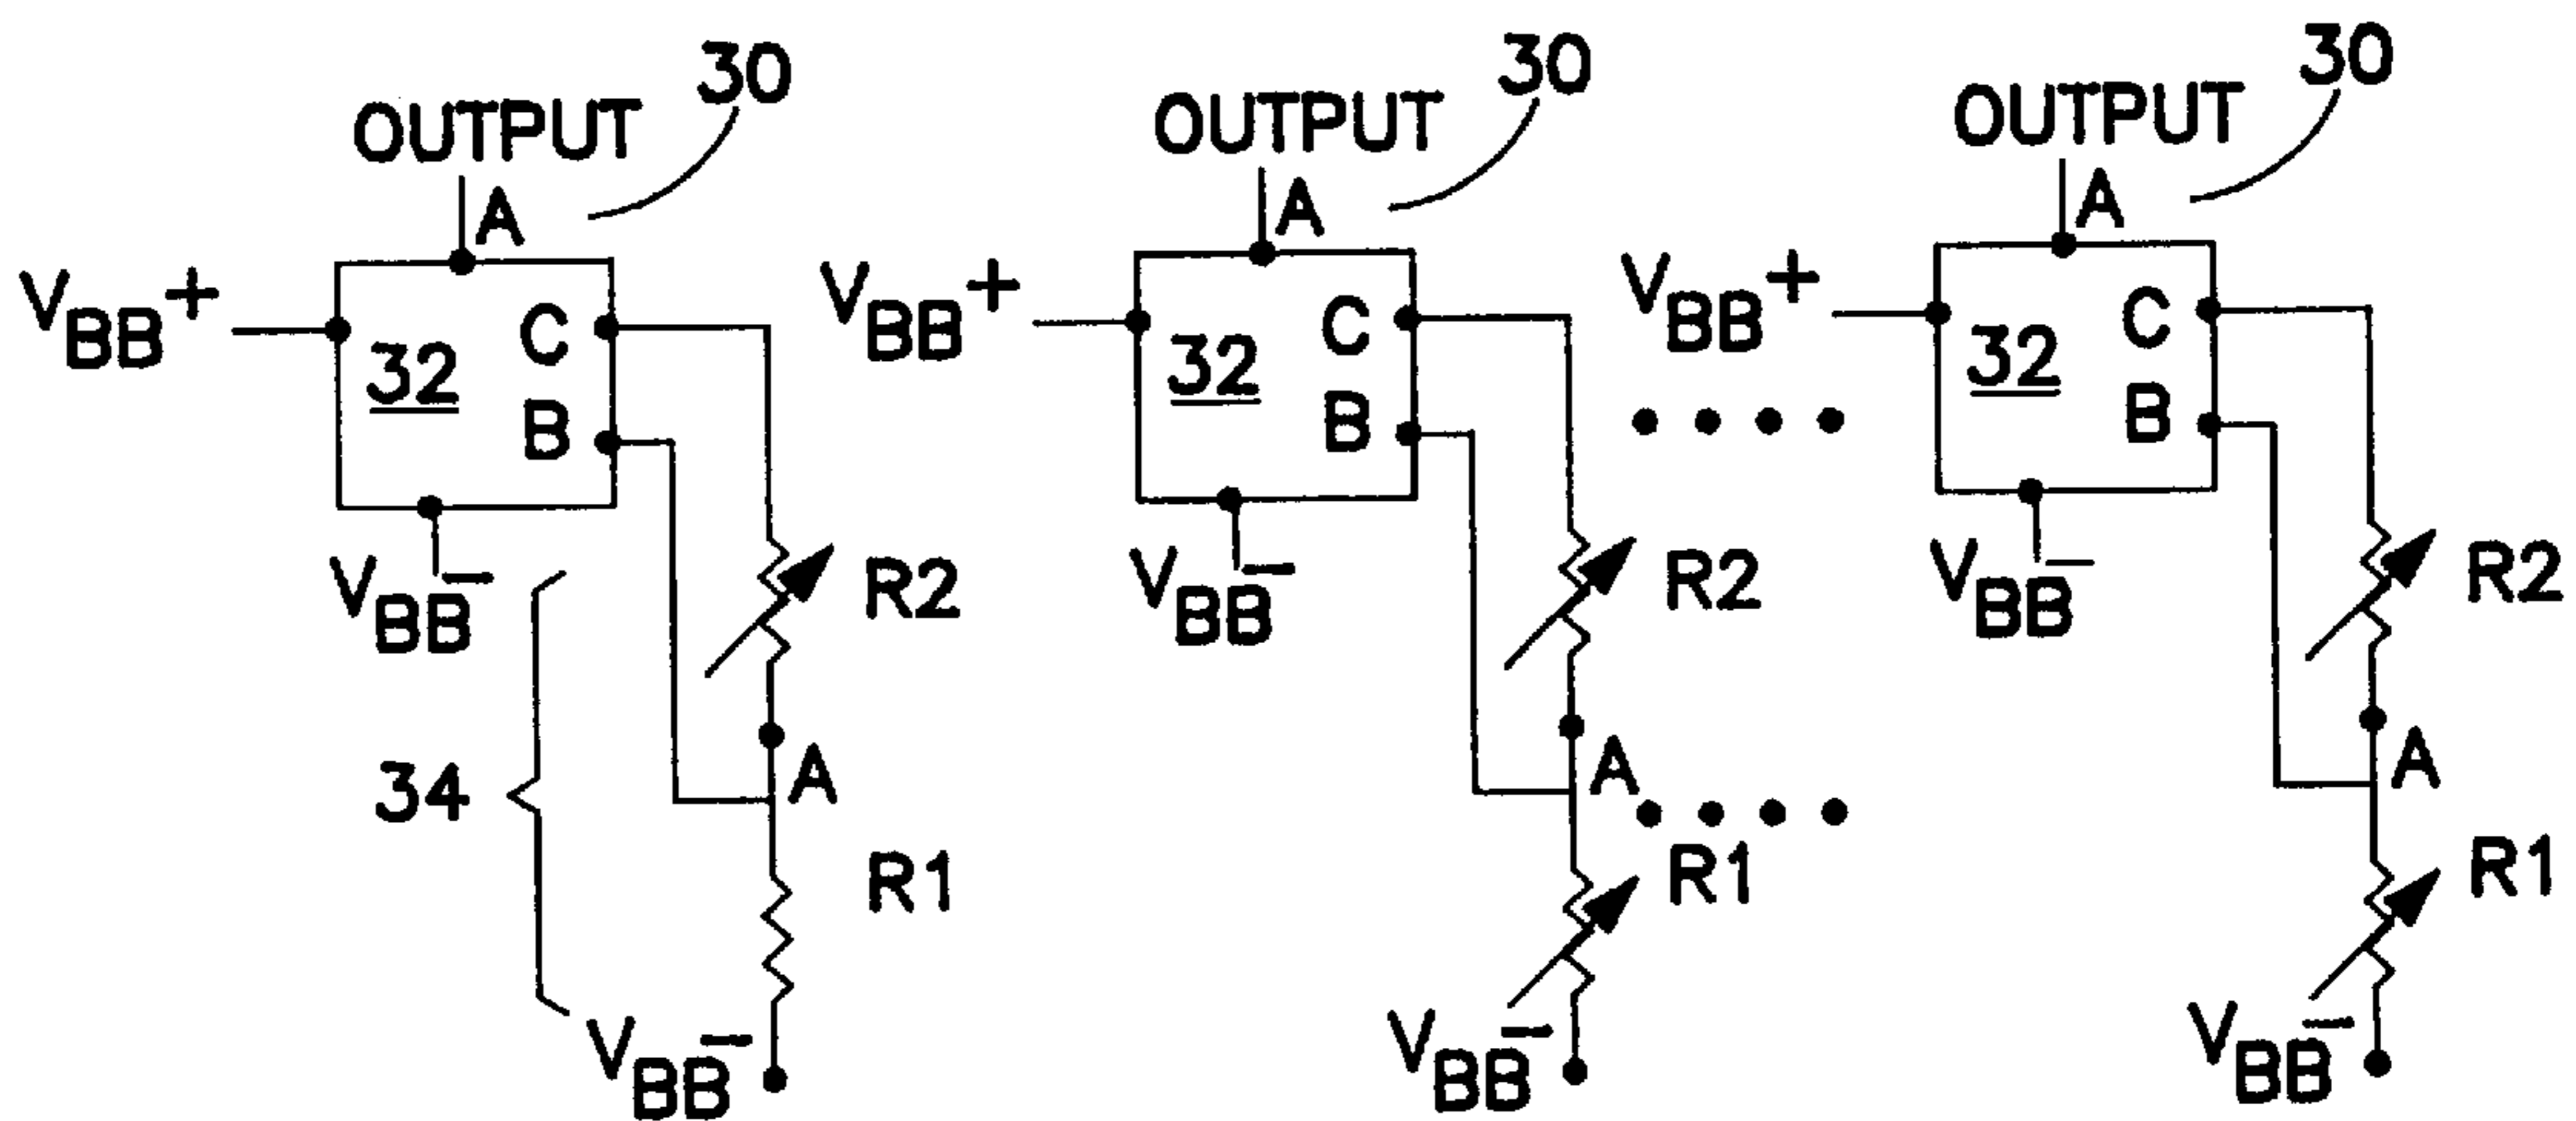 30 30 30
OUTPUT OUTPUT OUTPUT
A A A
VBB+ VBB+ VBB+
C C C
32 32 32
B B B
VBB- VBB- VBB-
R2 R2 R2
34
A A A
R1 R1 R1
VBB- VBB- VBB-